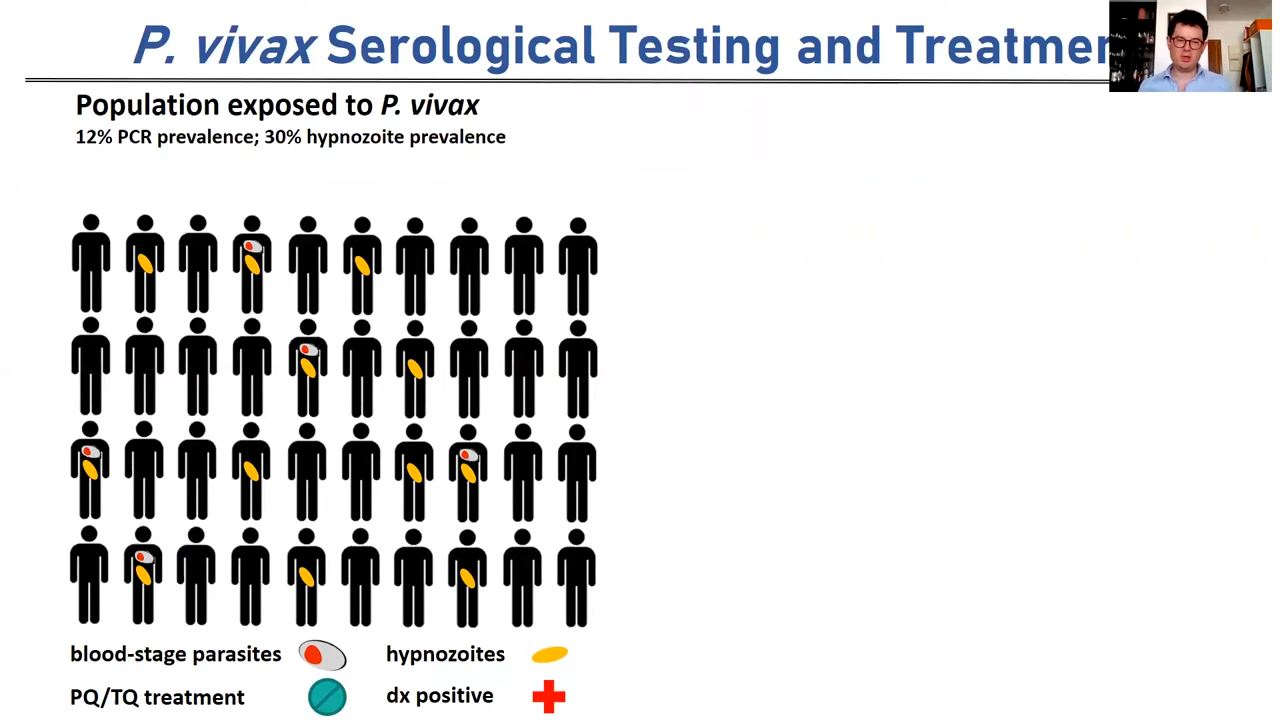 P. vivax Serological Testing and Treatmen
Population exposed to P. vivax
12% PCR prevalence; 30% hypnozoite prevalence
blood-stage parasites
hypnozoites
PQ/TQ treatment
dx positive